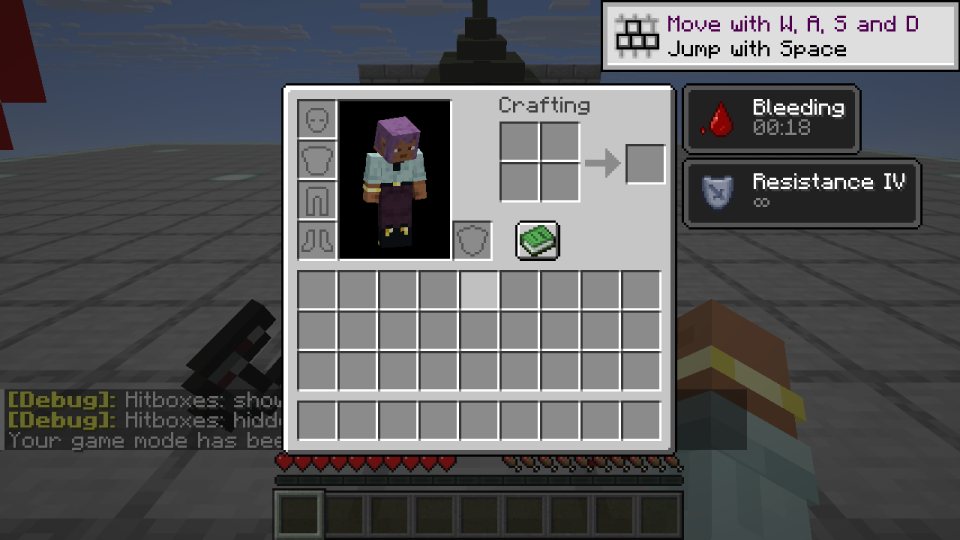 Move with W, A, S and D
Jump with Space
Crafting
Bleeding
00:18
Resistance IV
∞
[Debug]: Hitboxes: show
[Debug]: Hitboxes: hidd
Your game mode has bee